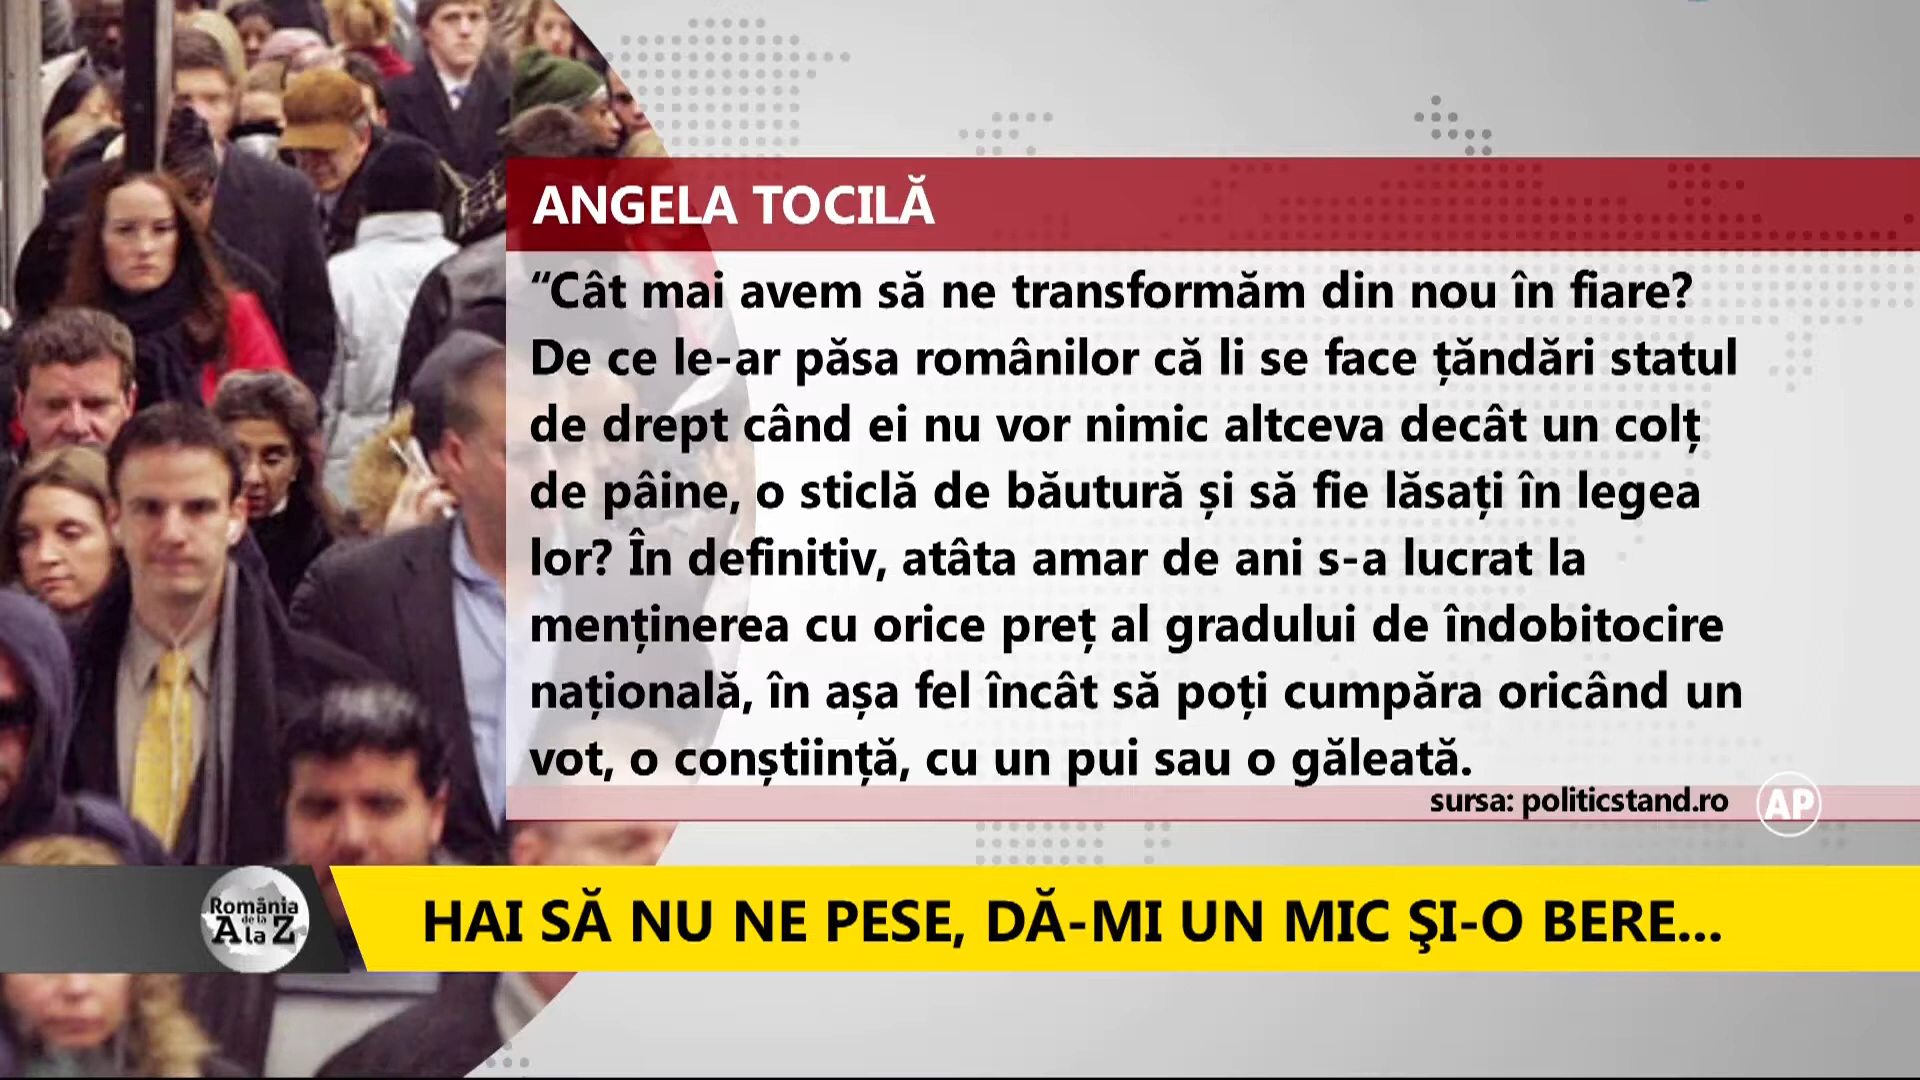 ANGELA TOCILĂ
“Cât mai avem să ne transformăm din nou în fiare?
De ce le-ar păsa românilor că li se face țăndări statul
de drept când ei nu vor nimic altceva decât un colț
de pâine, o sticlă de băutură și să fie lăsați în legea
lor? În definitiv, atâta amar de ani s-a lucrat la
menținerea cu orice preț al gradului de îndobitocire
națională, în așa fel încât să poți cumpăra oricând un
vot, o conștiință, cu un pui sau o găleată.
sursa: politicstand.ro
AP
România
de la
A la Z
HAI SĂ NU NE PESE, DĂ-MI UN MIC ŞI-O BERE...